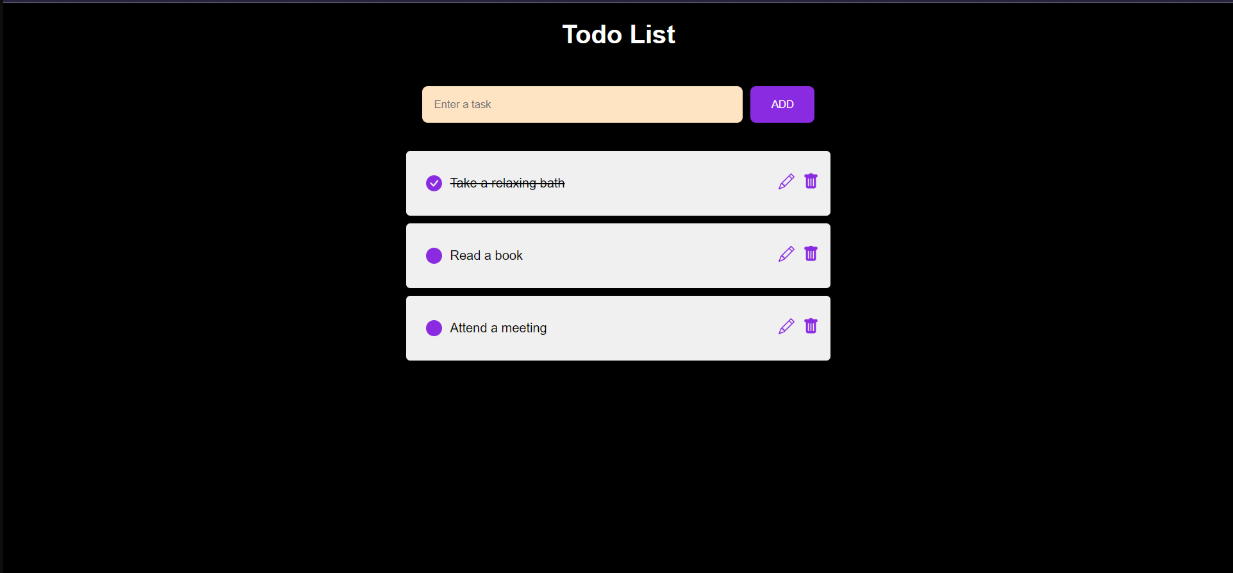 Todo List
Enter a task
ADD
Take a relaxing bath
Read a book
Attend a meeting